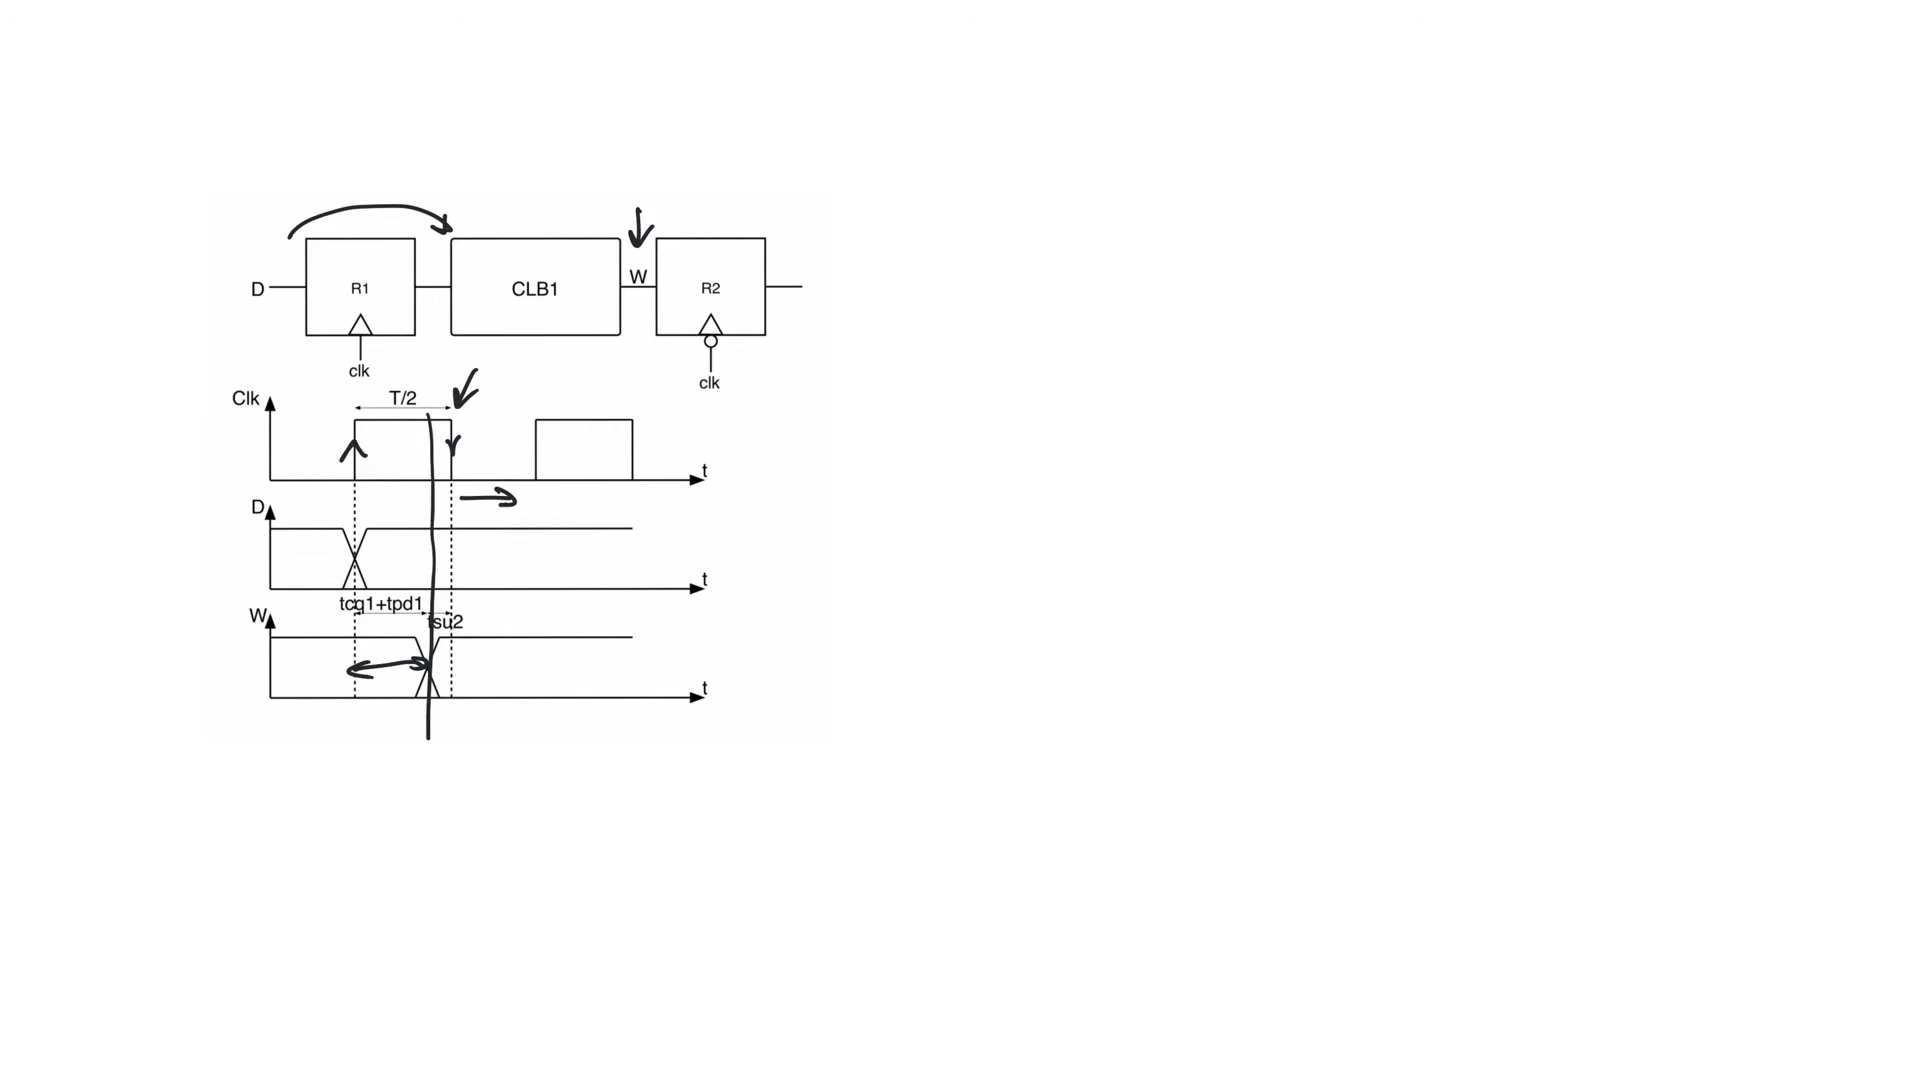 D R1 CLB1 W R2
clk clk
Clk T/2
t
D
t
tcq1+tpd1
W tsu2
t